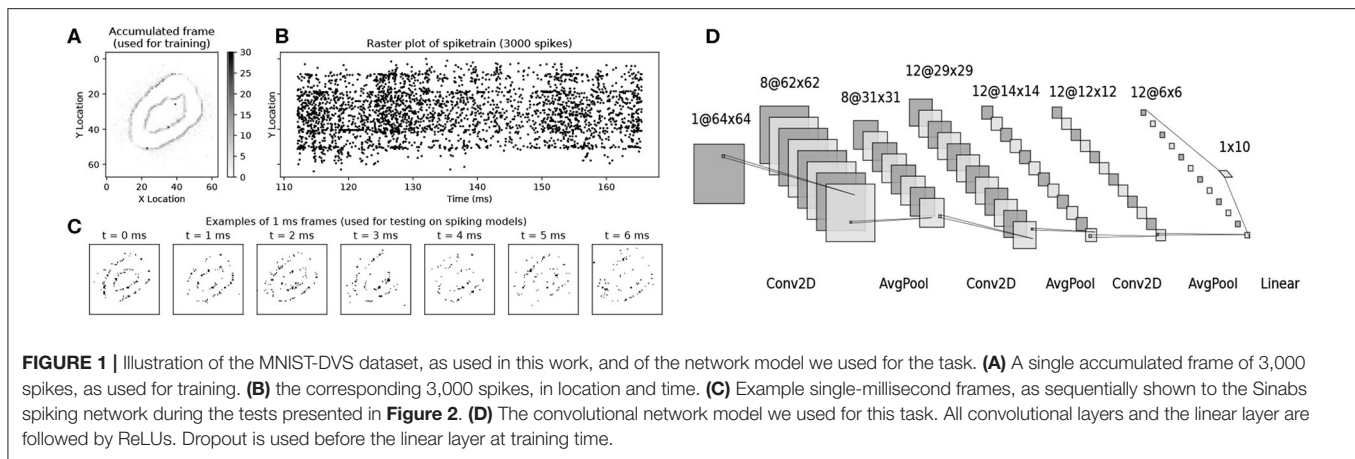 A
Accumulated frame
(used for training)
0
20
40
60
Y Location
0
20
40
60
X Location
30
25
20
15
10
5
0
B
Raster plot of spiketrain (3000 spikes)
0
20
40
60
Y Location
110
120
130
140
150
160
Time (ms)
C
Examples of 1 ms frames (used for testing on spiking models)
t = 0 ms
t = 1 ms
t = 2 ms
t = 3 ms
t = 4 ms
t = 5 ms
t = 6 ms
D
1@64x64
8@62x62
8@31x31
12@29x29
12@14x14
12@12x12
12@6x6
1x10
Conv2D
AvgPool
Conv2D
AvgPool
Conv2D
AvgPool
Linear
FIGURE 1 | Illustration of the MNIST-DVS dataset, as used in this work, and of the network model we used for the task. (A) A single accumulated frame of 3,000
spikes, as used for training. (B) the corresponding 3,000 spikes, in location and time. (C) Example single-millisecond frames, as sequentially shown to the Sinabs
spiking network during the tests presented in Figure 2. (D) The convolutional network model we used for this task. All convolutional layers and the linear layer are
followed by ReLUs. Dropout is used before the linear layer at training time.